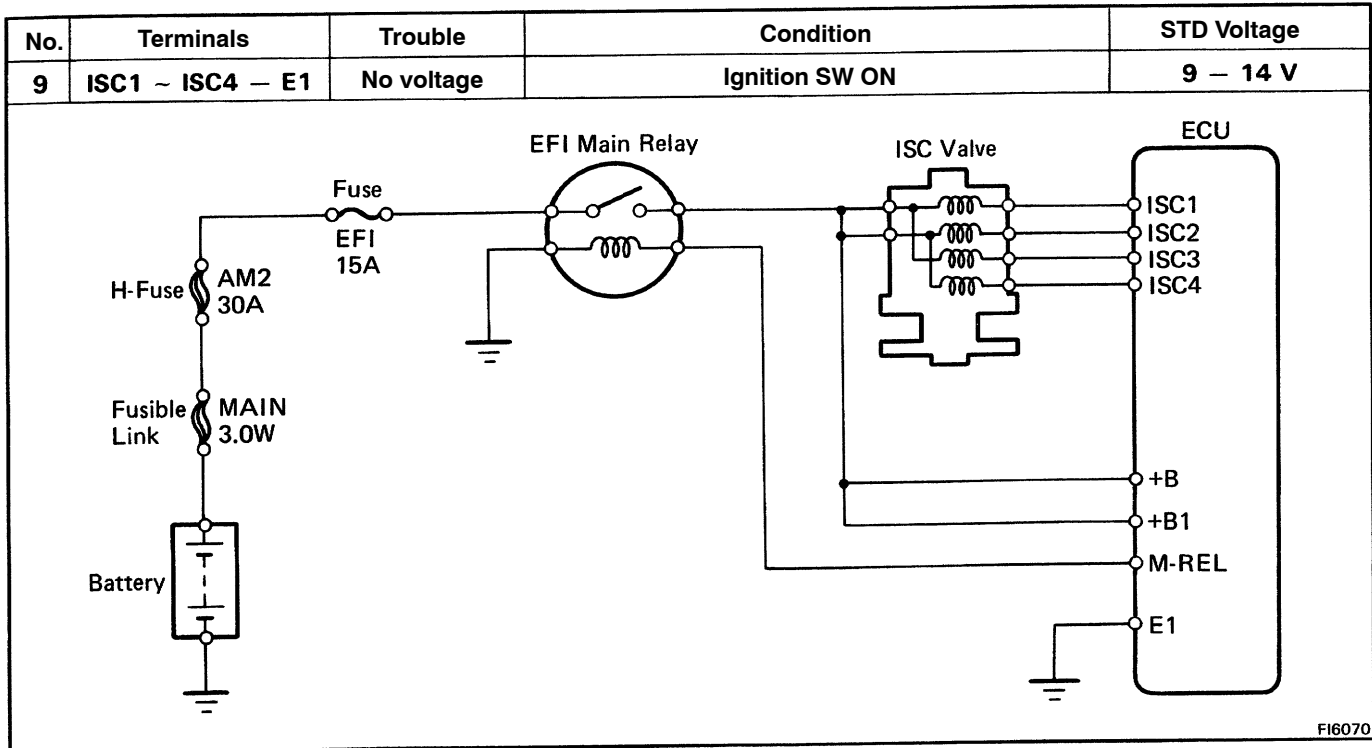 No. Terminals Trouble Condition STD Voltage
9 ISC1 ~ ISC4 — E1 No voltage Ignition SW ON 9 — 14 V
ECU
EFI Main Relay
ISC Valve
Fuse
EFI
15A
ISC1
ISC2
ISC3
ISC4
H-Fuse
AM2
30A
Fusible
Link
MAIN
3.0W
+B
+B1
M-REL
Battery
E1
FI6070